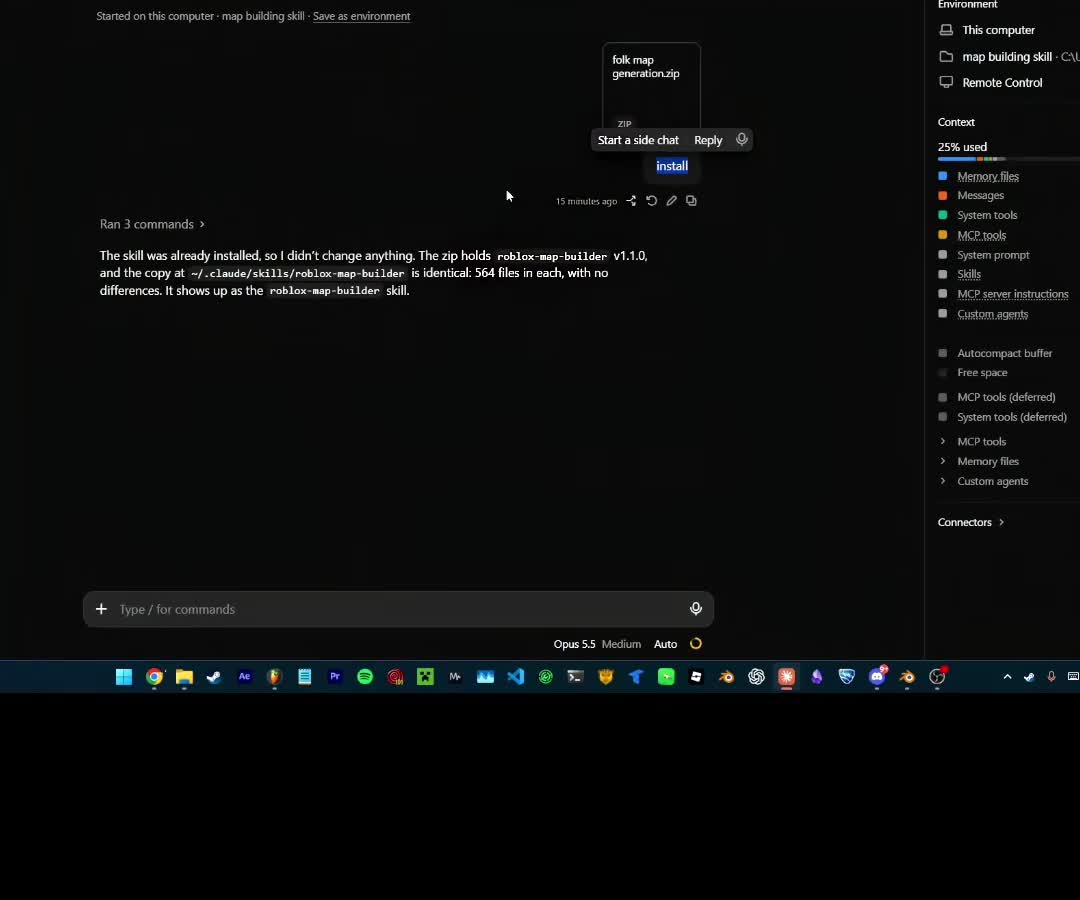 Started on this computer · map building skill · Save as environment
folk map
generation.zip
ZIP
Start a side chat Reply
install
15 minutes ago
Ran 3 commands >
The skill was already installed, so I didn't change anything. The zip holds roblox-map-builder v1.1.0,
and the copy at ~/.claude/skills/roblox-map-builder is identical: 564 files in each, with no
differences. It shows up as the roblox-map-builder skill.
Type / for commands
Opus 5.5 Medium Auto
Environment
This computer
map building skill · C:\U
Remote Control
Context
25% used
Memory files
Messages
System tools
MCP tools
System prompt
Skills
MCP server instructions
Custom agents
Autocompact buffer
Free space
MCP tools (deferred)
System tools (deferred)
> MCP tools
> Memory files
> Custom agents
Connectors >
Ae
Pr
9+